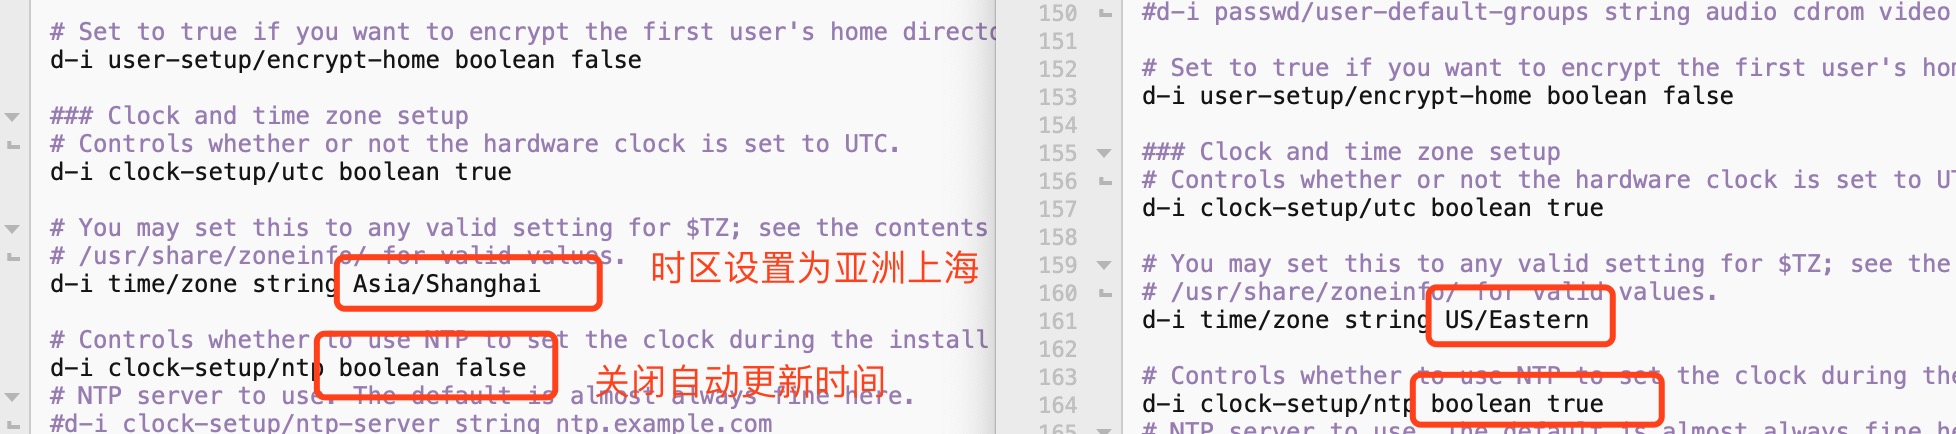 # Set to true if you want to encrypt the first user's home directo
d-i user-setup/encrypt-home boolean false
### Clock and time zone setup
# Controls whether or not the hardware clock is set to UTC.
d-i clock-setup/utc boolean true
# You may set this to any valid setting for $TZ; see the contents
# /usr/share/zoneinfo/ for valid values.
d-i time/zone string Asia/Shanghai
时区设置为亚洲上海
# Controls whether to use NTP to set the clock during the install
d-i clock-setup/ntp boolean false
关闭自动更新时间
# NTP server to use. The default is almost always fine here.
#d-i clock-setup/ntp-server string ntp.example.com
150 #d-i passwd/user-default-groups string audio cdrom video
151
152 # Set to true if you want to encrypt the first user's hom
153 d-i user-setup/encrypt-home boolean false
154
155 ### Clock and time zone setup
156 # Controls whether or not the hardware clock is set to UT
157 d-i clock-setup/utc boolean true
158
159 # You may set this to any valid setting for $TZ; see the
160 # /usr/share/zoneinfo/ for valid values.
161 d-i time/zone string US/Eastern
162
163 # Controls whether to use NTP to set the clock during the
164 d-i clock-setup/ntp boolean true
165 # NTP server to use. The default is almost always fine h